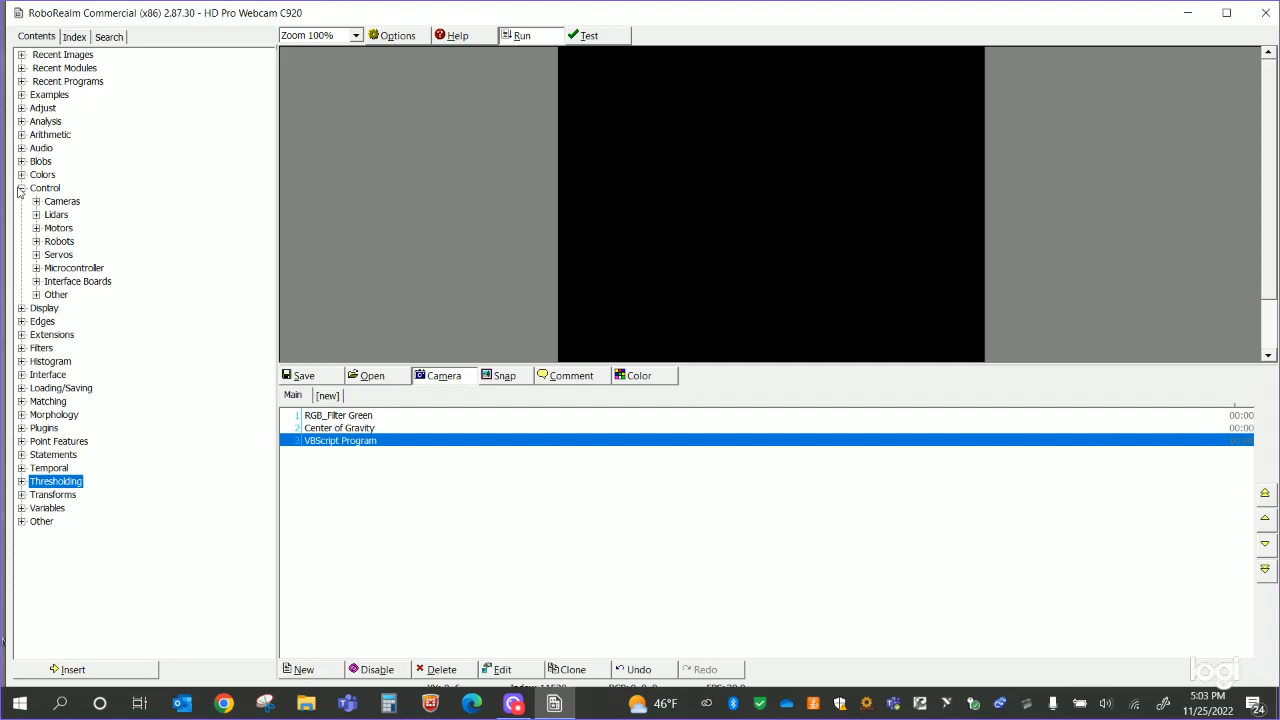 RoboRealm Commercial (x86) 2.87.30 - HD Pro Webcam C920
Contents Index Search Zoom 100% Options Help Run Test
Recent Images
Recent Modules
Recent Programs
Examples
Adjust
Analysis
Arithmetic
Audio
Blobs
Colors
Control
Cameras
Lidars
Motors
Robots
Servos
Microcontroller
Interface Boards
Other
Display
Edges
Extensions
Filters
Histogram
Interface
Loading/Saving
Matching
Morphology
Plugins
Point Features
Statements
Temporal
Thresholding
Transforms
Variables
Other
Insert
Save Open Camera Snap Comment Color
Main [new]
1 RGB_Filter Green 00:00
2 Center of Gravity 00:00
3 VBScript Program 00:00
New Disable Delete Edit Clone Undo Redo
logi
46°F
5:03 PM
11/25/2022
24